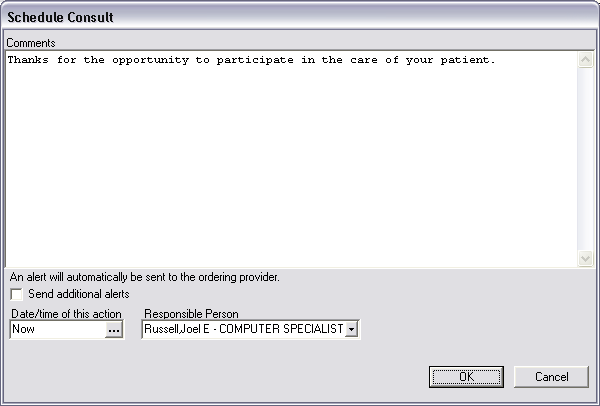 Schedule Consult
Comments
Thanks for the opportunity to participate in the care of your patient.
An alert will automatically be sent to the ordering provider.
Send additional alerts
Date/time of this action Responsible Person
Now ... Russell,Joel E - COMPUTER SPECIALIST
OK Cancel